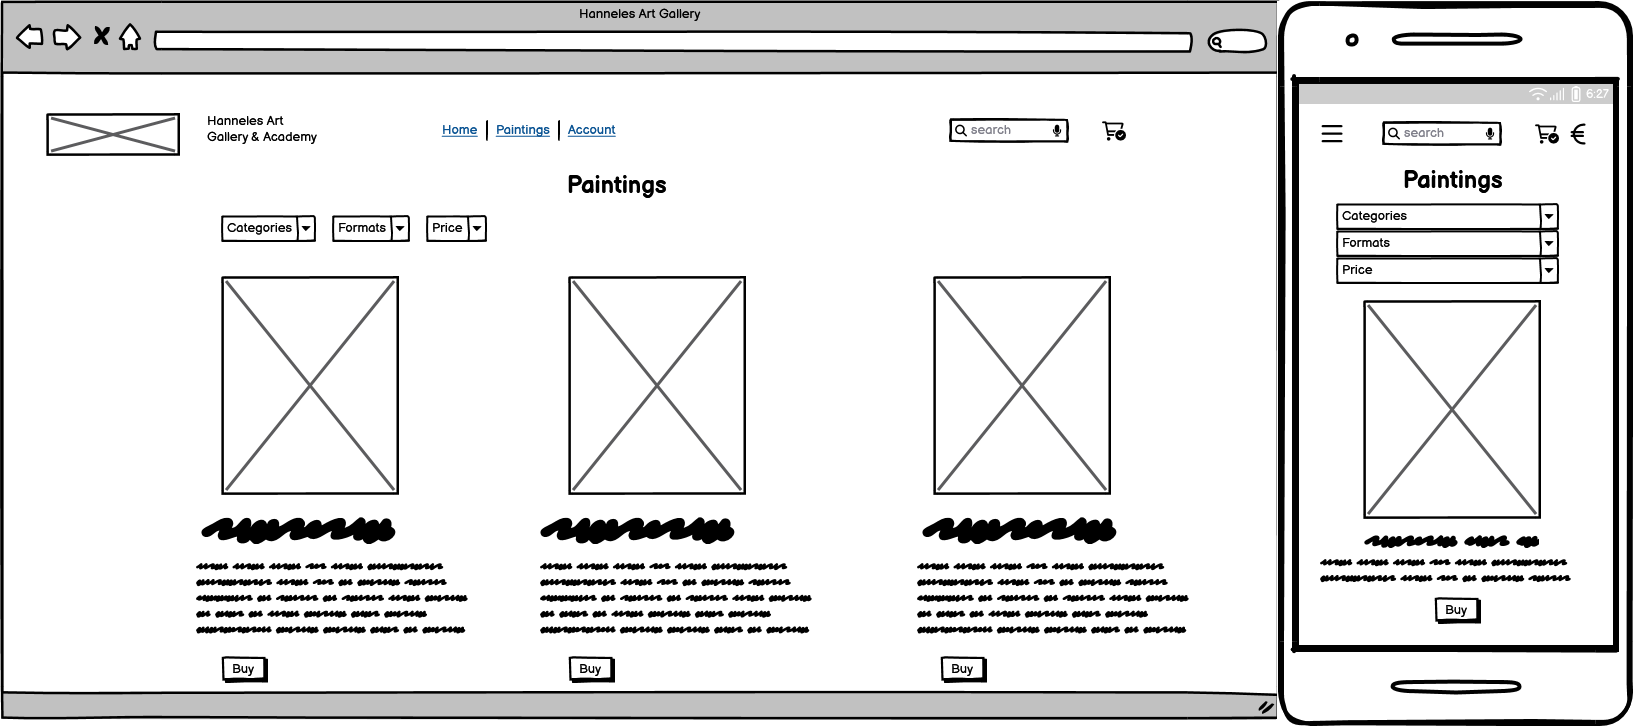 Hanneles Art Gallery
Hanneles Art
Gallery & Academy
Home
Paintings
Account
search
Paintings
Categories
Formats
Price
Buy
Buy
Buy
6:27
search
€
Paintings
Categories
Formats
Price
Buy